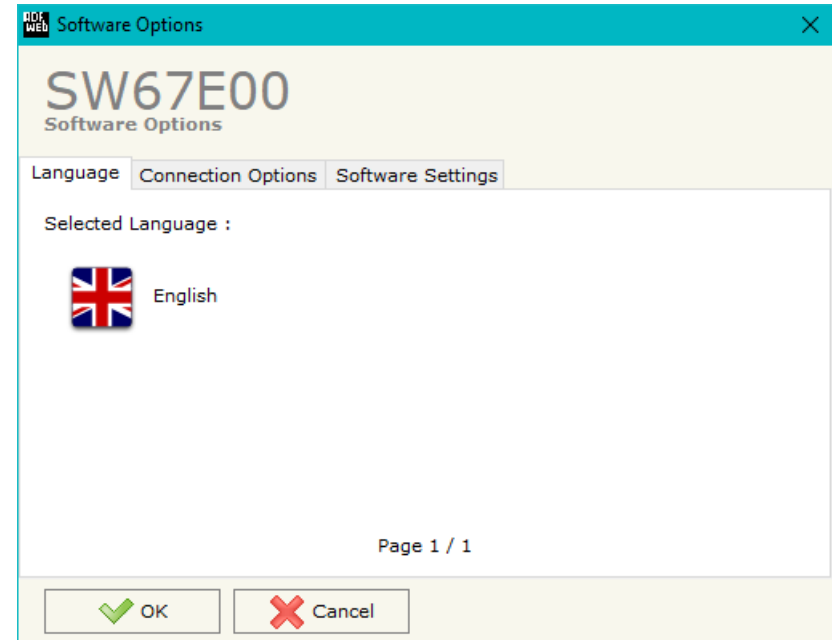 ADF
WEB Software Options
SW67E00
Software Options
Language Connection Options Software Settings
Selected Language :
English
Page 1 / 1
OK Cancel